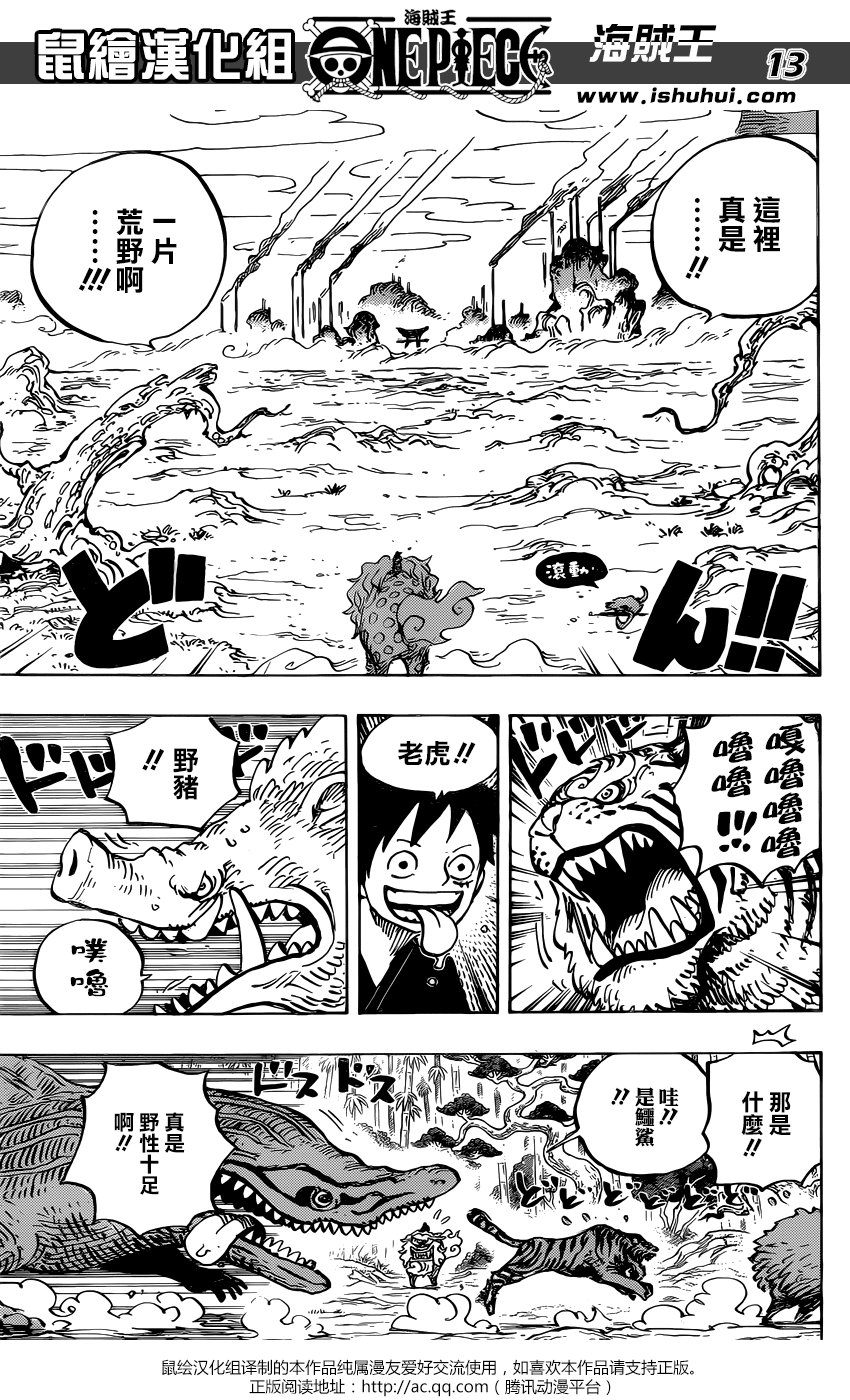 鼠繪漢化組
海賊王
ONE PIECE
海賊王
13
www.ishuhui.com
這裡
真是
……
一片
荒野啊
……!!!
滾動
ど
ん!!
嘎嚕嚕嚕
嚕嚕!!!
ドドド
老虎!!
野豬
!!
ドドド
噗嚕
那是
什麼!!
哇!!
是鱷鯊
!!
どどどどどど
ドス ドス
真是
野性十足
啊!!
鼠绘汉化组译制的本作品纯属漫友爱好交流使用，如喜欢本作品请支持正版。
正版阅读地址：http://ac.qq.com（腾讯动漫平台）